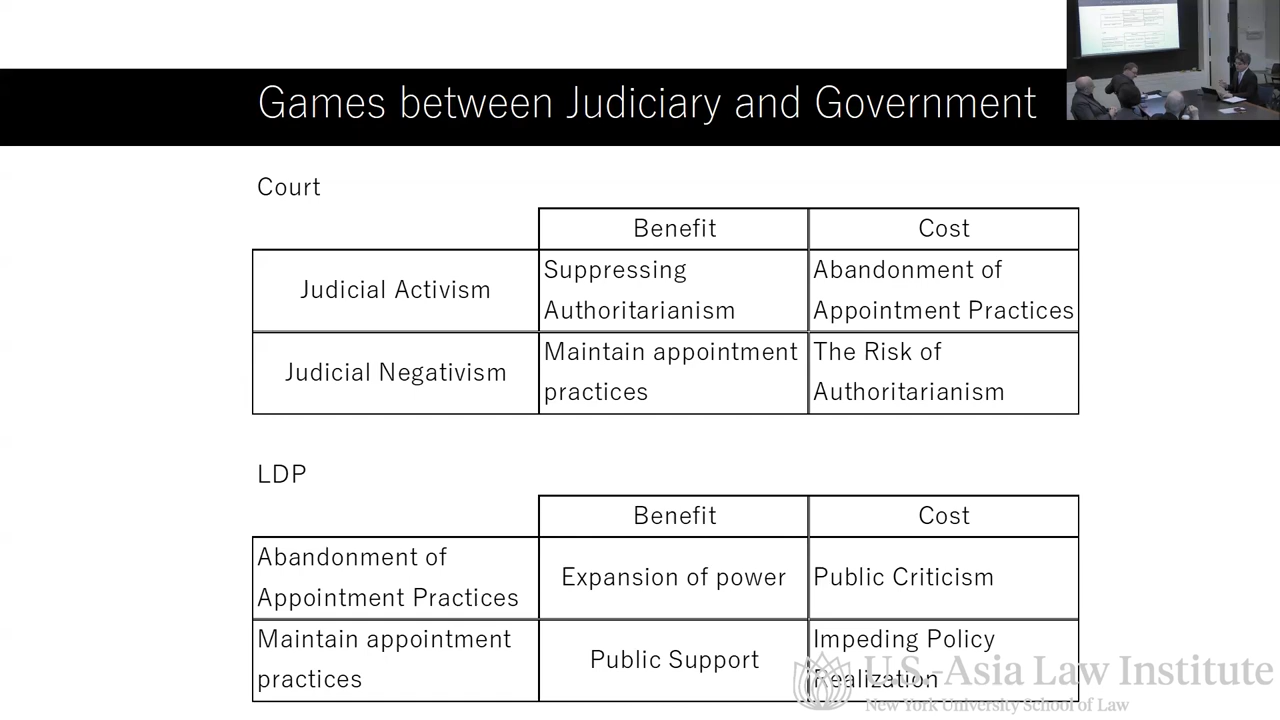 Games between Judiciary and Government
Court
Benefit Cost
Judicial Activism
Suppressing
Authoritarianism
Abandonment of
Appointment Practices
Judicial Negativism
Maintain appointment
practices
The Risk of
Authoritarianism
LDP
Benefit Cost
Abandonment of
Appointment Practices
Expansion of power
Public Criticism
Maintain appointment
practices
Public Support
Impeding Policy
Realization
U.S.-Asia Law Institute
New York University School of Law